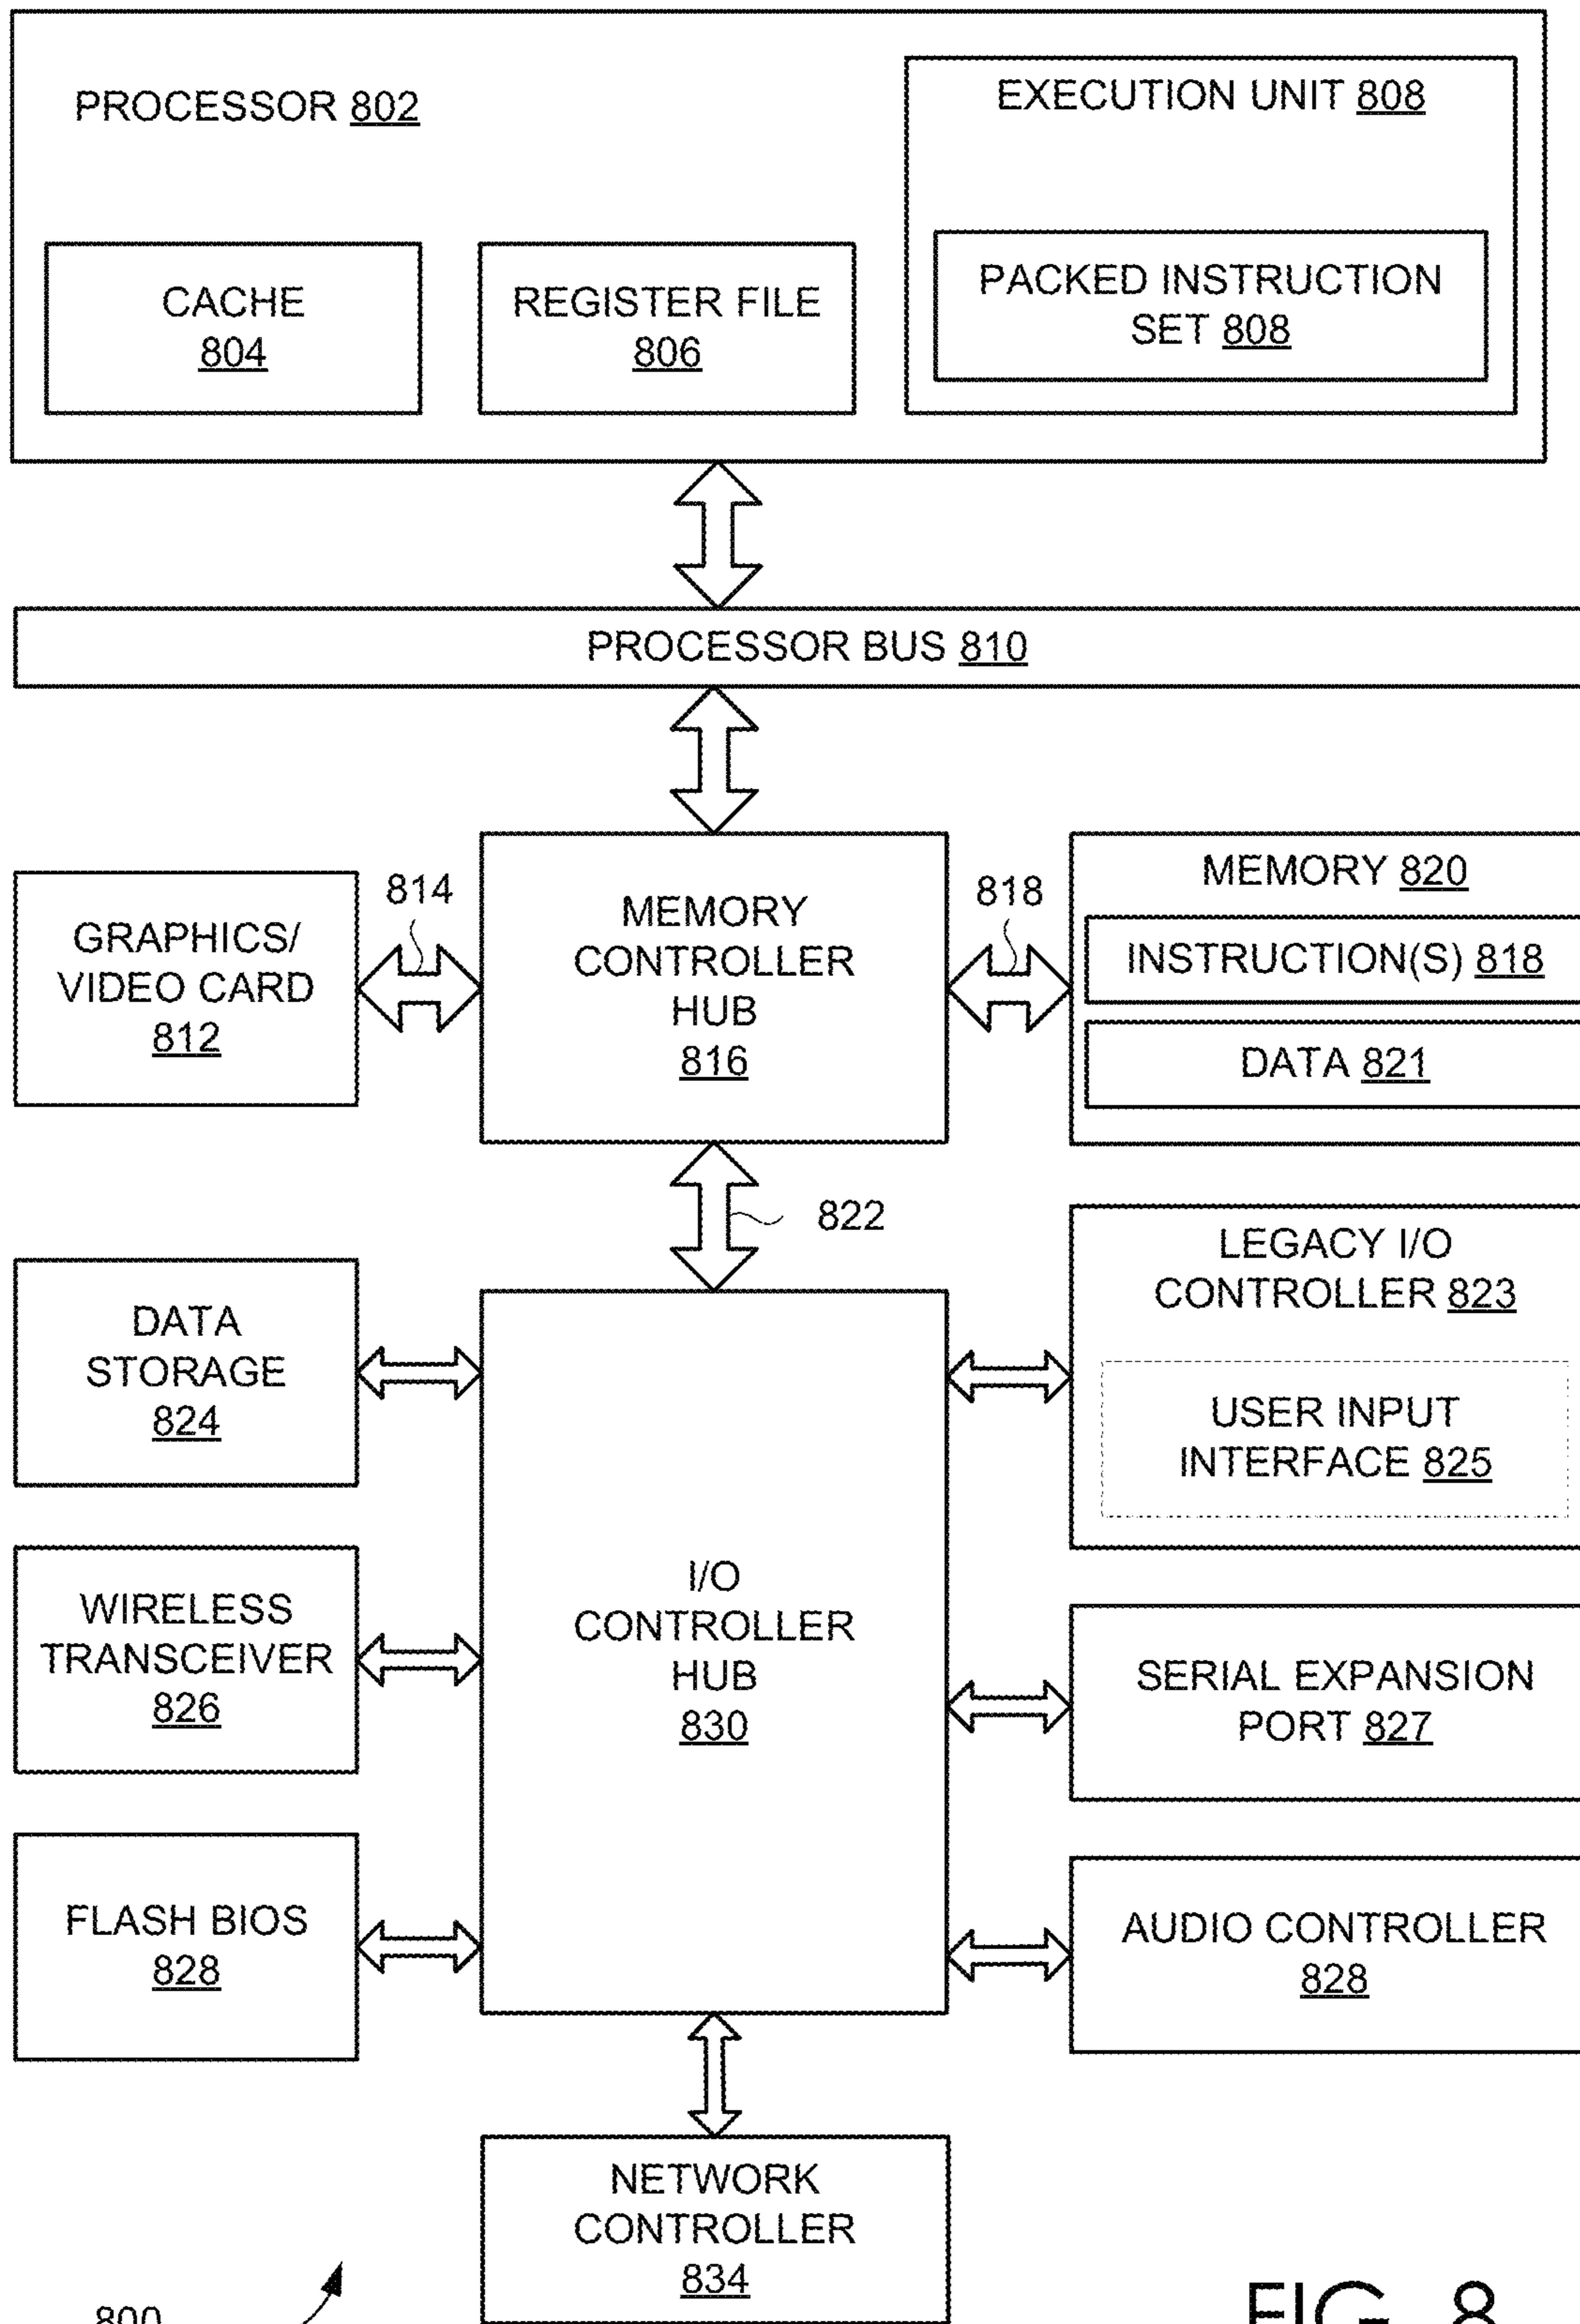 PROCESSOR 802
EXECUTION UNIT 808
CACHE
804
REGISTER FILE
806
PACKED INSTRUCTION
SET 808
PROCESSOR BUS 810
GRAPHICS/
VIDEO CARD
812
814
MEMORY
CONTROLLER
HUB
816
818
MEMORY 820
INSTRUCTION(S) 818
DATA 821
822
DATA
STORAGE
824
LEGACY I/O
CONTROLLER 823
USER INPUT
INTERFACE 825
WIRELESS
TRANSCEIVER
826
I/O
CONTROLLER
HUB
830
SERIAL EXPANSION
PORT 827
FLASH BIOS
828
AUDIO CONTROLLER
828
NETWORK
CONTROLLER
834
800
FIG. 8